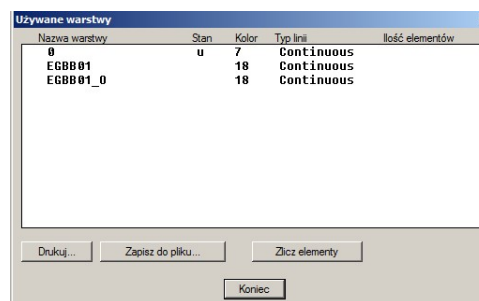 Używane warstwy
Nazwa warstwy Stan Kolor Typ linii Ilość elementów
0 u 7 Continuous
EGBB01 18 Continuous
EGBB01_O 18 Continuous
Drukuj... Zapisz do pliku... Zlicz elementy
Koniec